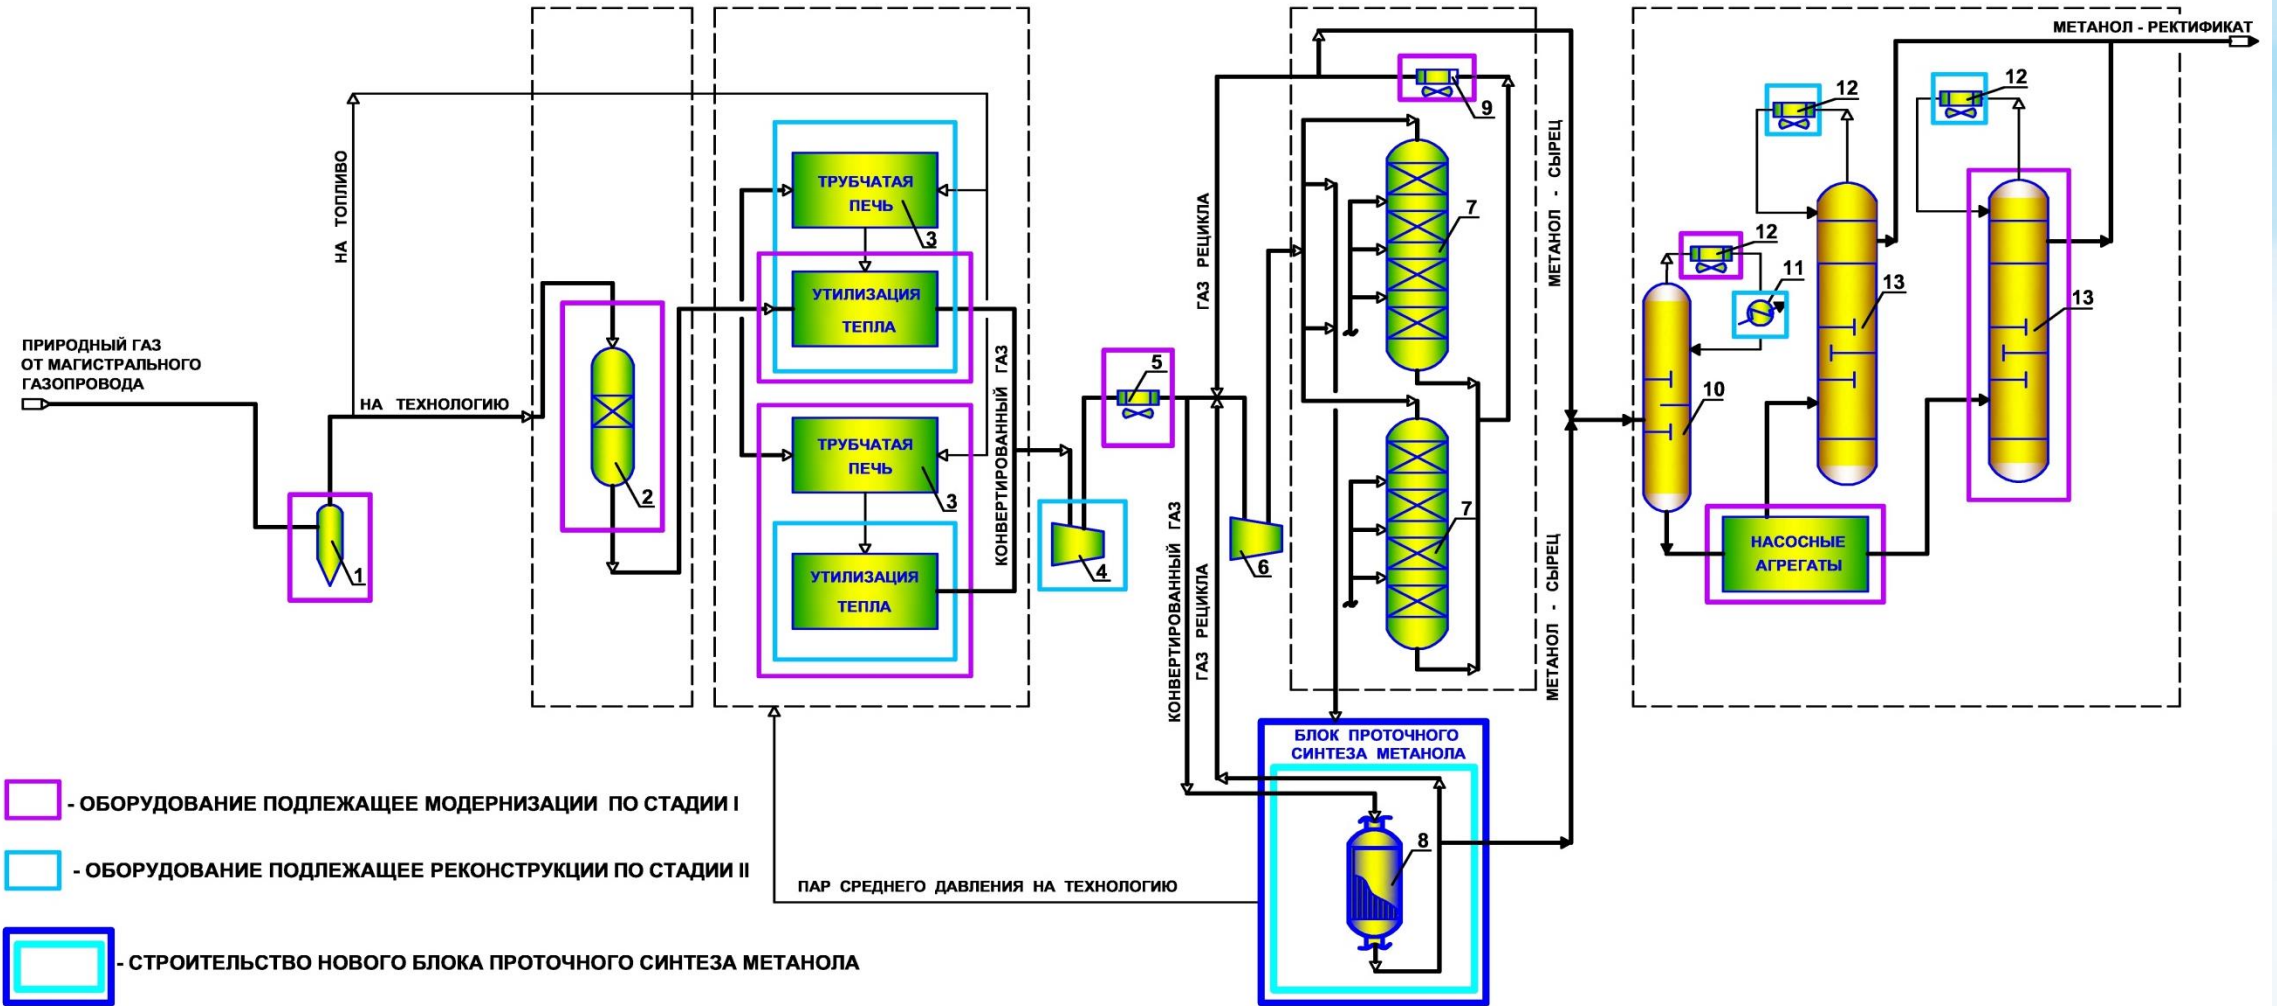 МЕТАНОЛ - РЕКТИФИКАТ
12
12
9
НА ТОПЛИВО
ТРУБЧАТАЯ
ПЕЧЬ
3
ГАЗ РЕЦИКЛА
МЕТАНОЛ - СЫРЕЦ
7
12
11
13
13
УТИЛИЗАЦИЯ
ТЕПЛА
ПРИРОДНЫЙ ГАЗ
ОТ МАГИСТРАЛЬНОГО
ГАЗОПРОВОДА
НА ТЕХНОЛОГИЮ
КОНВЕРТИРОВАННЫЙ ГАЗ
5
10
ТРУБЧАТАЯ
ПЕЧЬ
3
2
1
4
6
7
УТИЛИЗАЦИЯ
ТЕПЛА
КОНВЕРТИРОВАННЫЙ ГАЗ
ГАЗ РЕЦИКЛА
МЕТАНОЛ - СЫРЕЦ
НАСОСНЫЕ
АГРЕГАТЫ
БЛОК ПРОТОЧНОГО
СИНТЕЗА МЕТАНОЛА
8
ПАР СРЕДНЕГО ДАВЛЕНИЯ НА ТЕХНОЛОГИЮ
- ОБОРУДОВАНИЕ ПОДЛЕЖАЩЕЕ МОДЕРНИЗАЦИИ ПО СТАДИИ I
- ОБОРУДОВАНИЕ ПОДЛЕЖАЩЕЕ РЕКОНСТРУКЦИИ ПО СТАДИИ II
- СТРОИТЕЛЬСТВО НОВОГО БЛОКА ПРОТОЧНОГО СИНТЕЗА МЕТАНОЛА